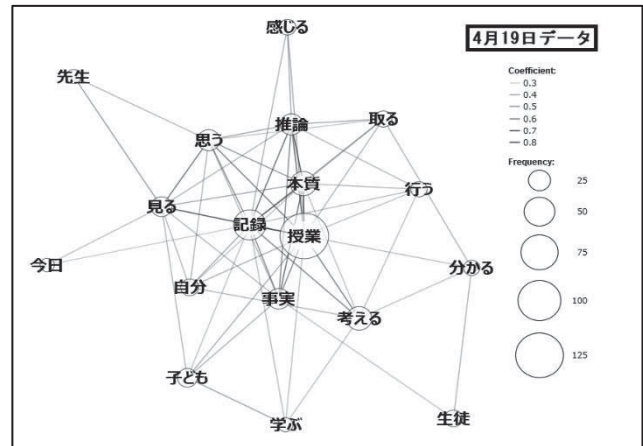 感じる
4月19日データ
先生
推論
取る
思う
本質
行う
見る
記録
授業
今日
自分
事実
分かる
考える
子ども
学ぶ
生徒
Coefficient:
0.3
0.4
0.5
0.6
0.7
0.8
Frequency:
25
50
75
100
125